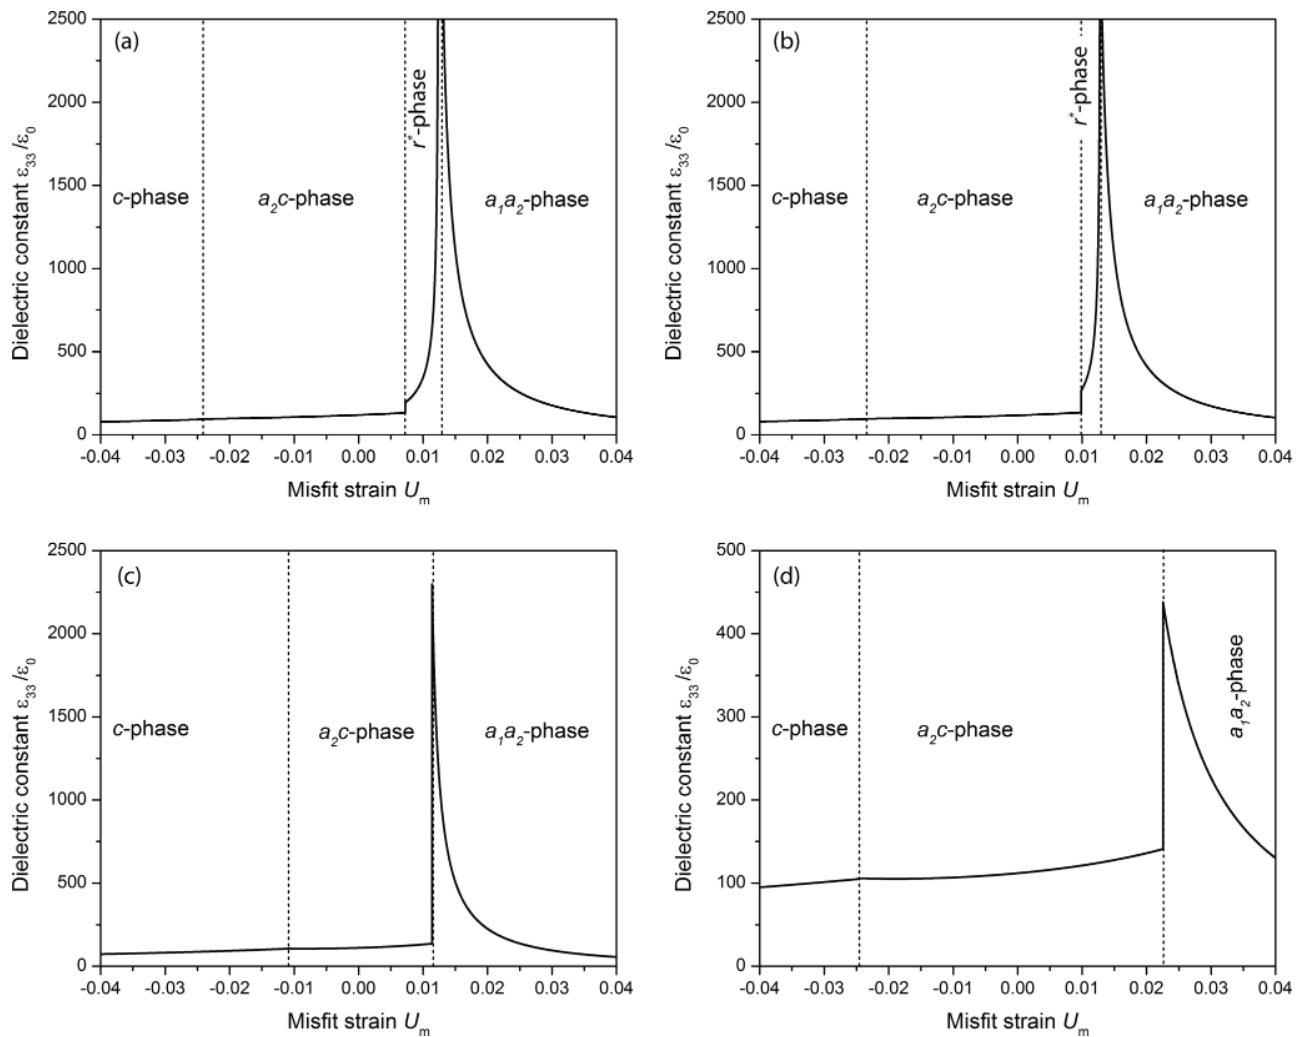 (a)
Dielectric constant ε33/ε0
2500
2000
1500
1000
500
0
c-phase
a2c-phase
r*-phase
a1a2-phase
-0.04 -0.03 -0.02 -0.01 0.00 0.01 0.02 0.03 0.04
Misfit strain Um
(b)
Dielectric constant ε33/ε0
2500
2000
1500
1000
500
0
c-phase
a2c-phase
r*-phase
a1a2-phase
-0.04 -0.03 -0.02 -0.01 0.00 0.01 0.02 0.03 0.04
Misfit strain Um
(c)
Dielectric constant ε33/ε0
2500
2000
1500
1000
500
0
c-phase
a2c-phase
a1a2-phase
-0.04 -0.03 -0.02 -0.01 0.00 0.01 0.02 0.03 0.04
Misfit strain Um
(d)
Dielectric constant ε33/ε0
500
400
300
200
100
0
c-phase
a2c-phase
a1a2-phase
-0.04 -0.03 -0.02 -0.01 0.00 0.01 0.02 0.03 0.04
Misfit strain Um